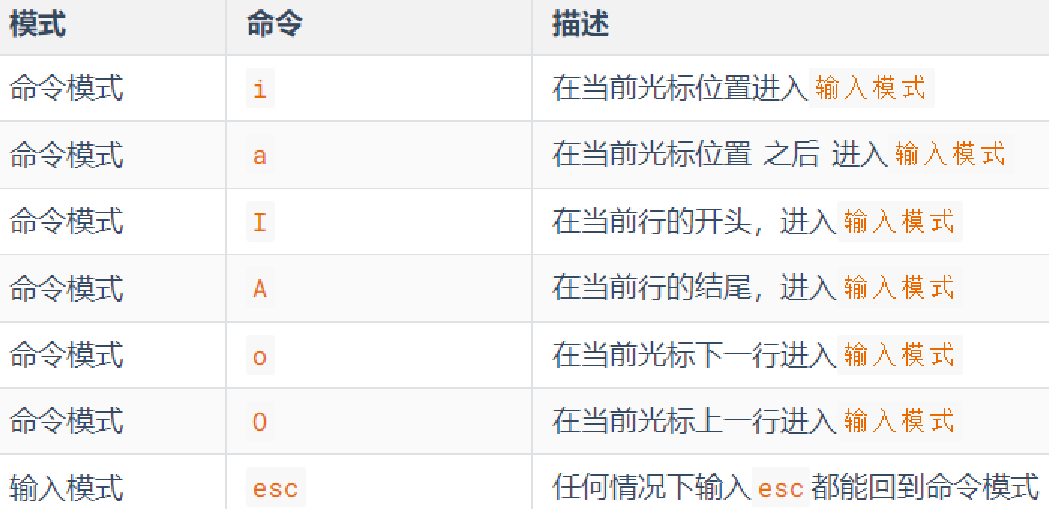 模式 命令 描述
命令模式 i 在当前光标位置进入 输入模式
命令模式 a 在当前光标位置 之后 进入 输入模式
命令模式 I 在当前行的开头，进入 输入模式
命令模式 A 在当前行的结尾，进入 输入模式
命令模式 o 在当前光标下一行进入 输入模式
命令模式 O 在当前光标上一行进入 输入模式
输入模式 esc 任何情况下输入 esc 都能回到命令模式